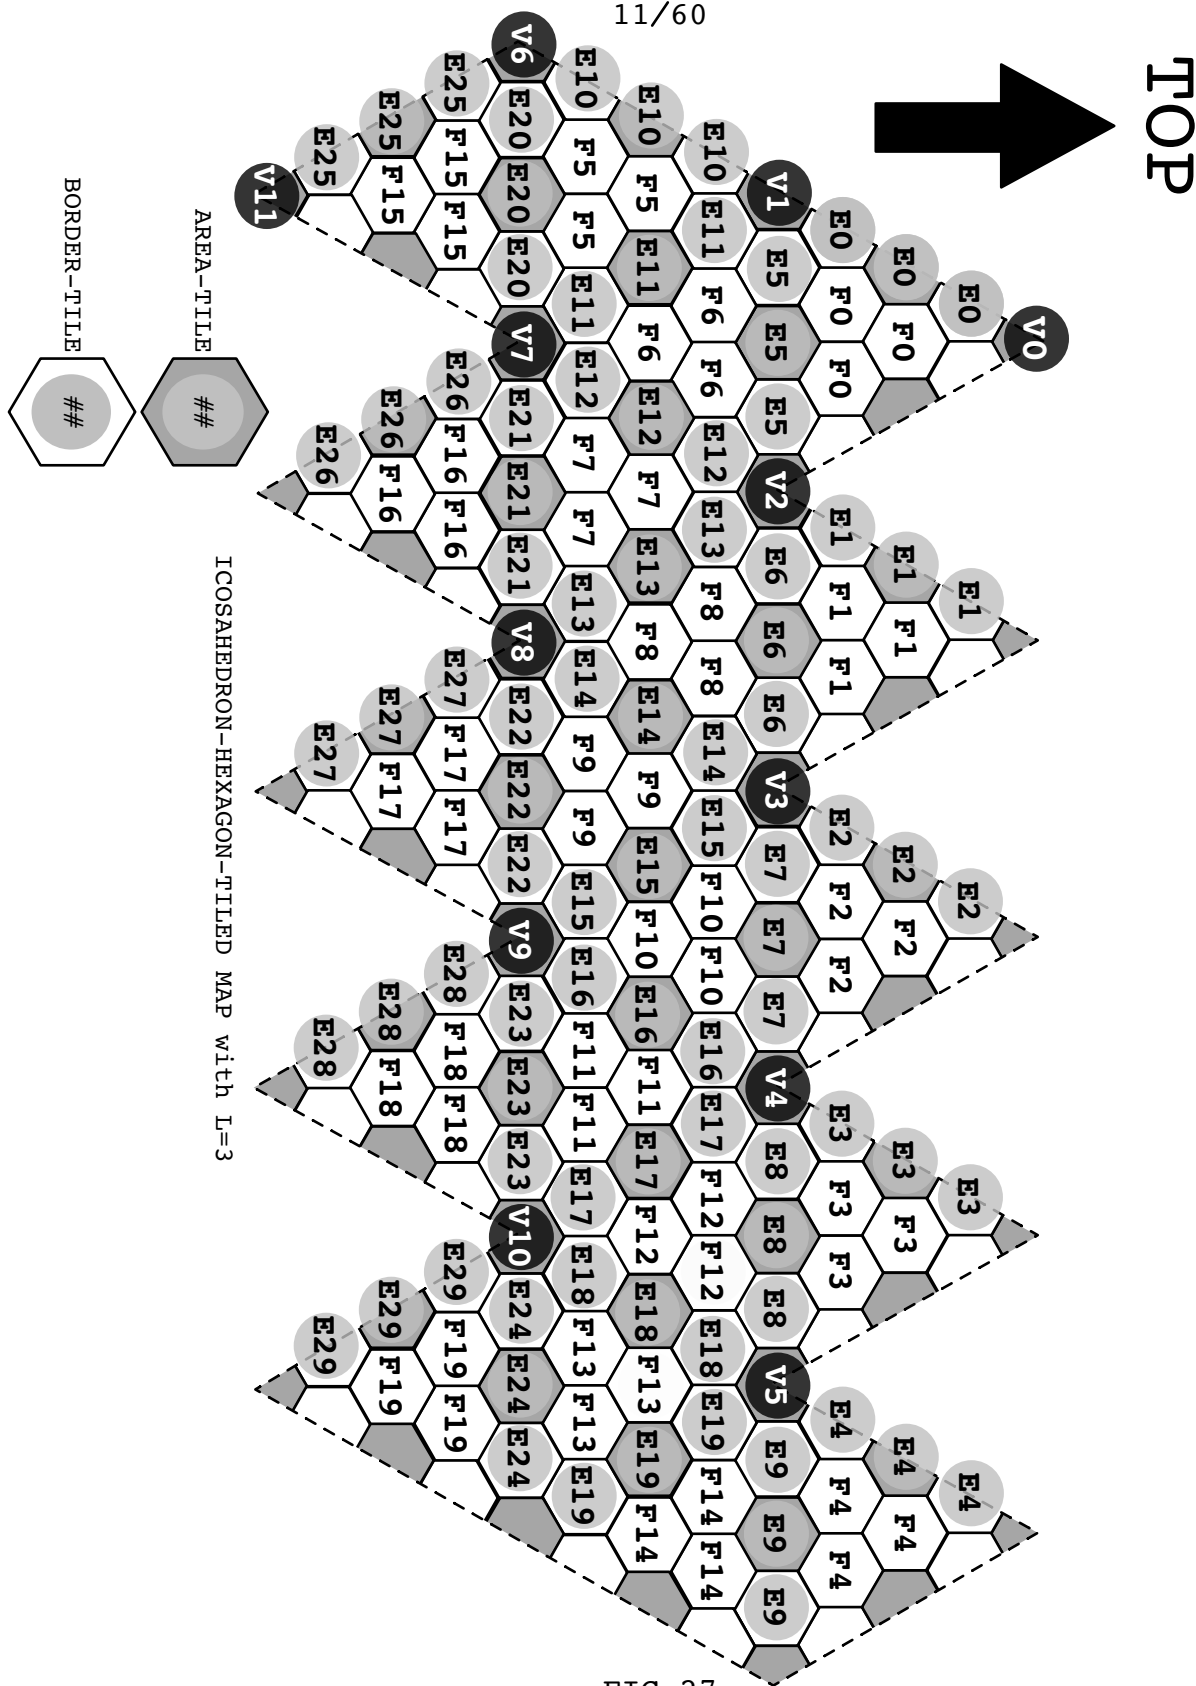 11/60
TOP
V0
E0 E1 E2 E3 E4
E0 F0 E1 F1 E2 F2 E3 F3 E4 F4
E0 F0 F0 E1 F1 F1 E2 F2 F2 E3 F3 F3 E4 F4 F4
V1 E5 E5 E5 V2 E6 E6 E6 V3 E7 E7 E7 V4 E8 E8 E8 V5 E9 E9 E9
E10 E11 F6 F6 E12 E13 F8 F8 E14 E15 F10 F10 E16 E17 F12 F12 E18 E19 F14 F14
E10 F5 E11 F6 E12 F7 E13 F8 E14 F9 E15 F10 E16 F11 E17 F12 E18 F13 E19 F14
E10 F5 F5 E11 E12 F7 F7 E13 E14 F9 F9 E15 E16 F11 F11 E17 E18 F13 F13 E19
V6 E20 E20 E20 V7 E21 E21 E21 V8 E22 E22 E22 V9 E23 E23 E23 V10 E24 E24 E24
E25 F15 F15 E26 F16 F16 E27 F17 F17 E28 F18 F18 E29 F19 F19
E25 F15 E26 F16 E27 F17 E28 F18 E29 F19
E25 E26 E27 E28 E29
V11
ICOSAHEDRON-HEXAGON-TILED MAP with L=3
AREA-TILE ##
BORDER-TILE ##
FIG